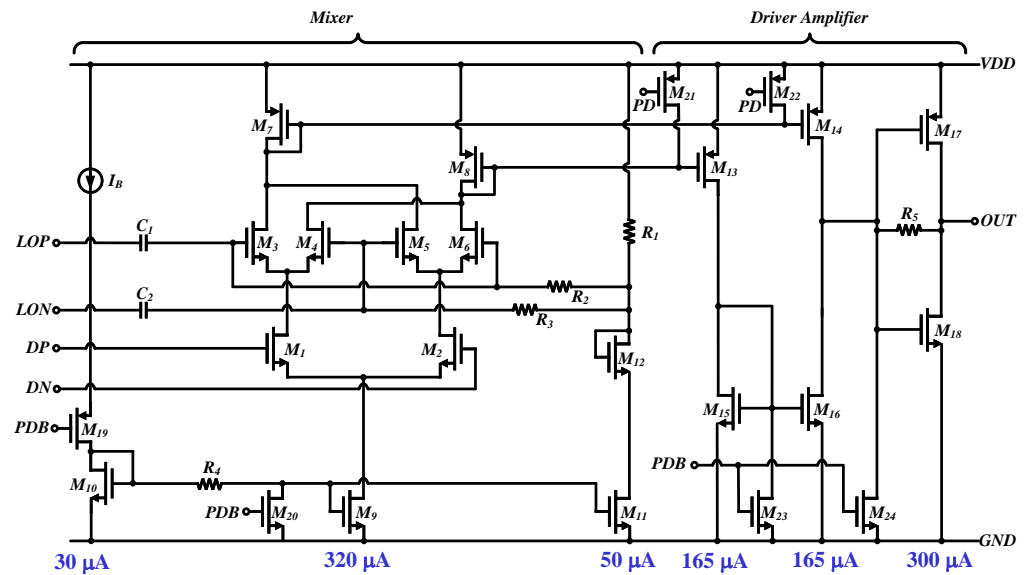 Mixer
Driver Amplifier
VDD
M7
M21
PD
M22
PD
M14
M17
M8
M13
IB
C1
LOP
M3
M4
M5
M6
R1
R5
OUT
R2
C2
LON
R3
M18
DP
M1
M2
M12
DN
PDB
M19
M15
M16
M10
R4
PDB
PDB
M20
M9
M11
M23
M24
GND
30 µA
320 µA
50 µA
165 µA
165 µA
300 µA